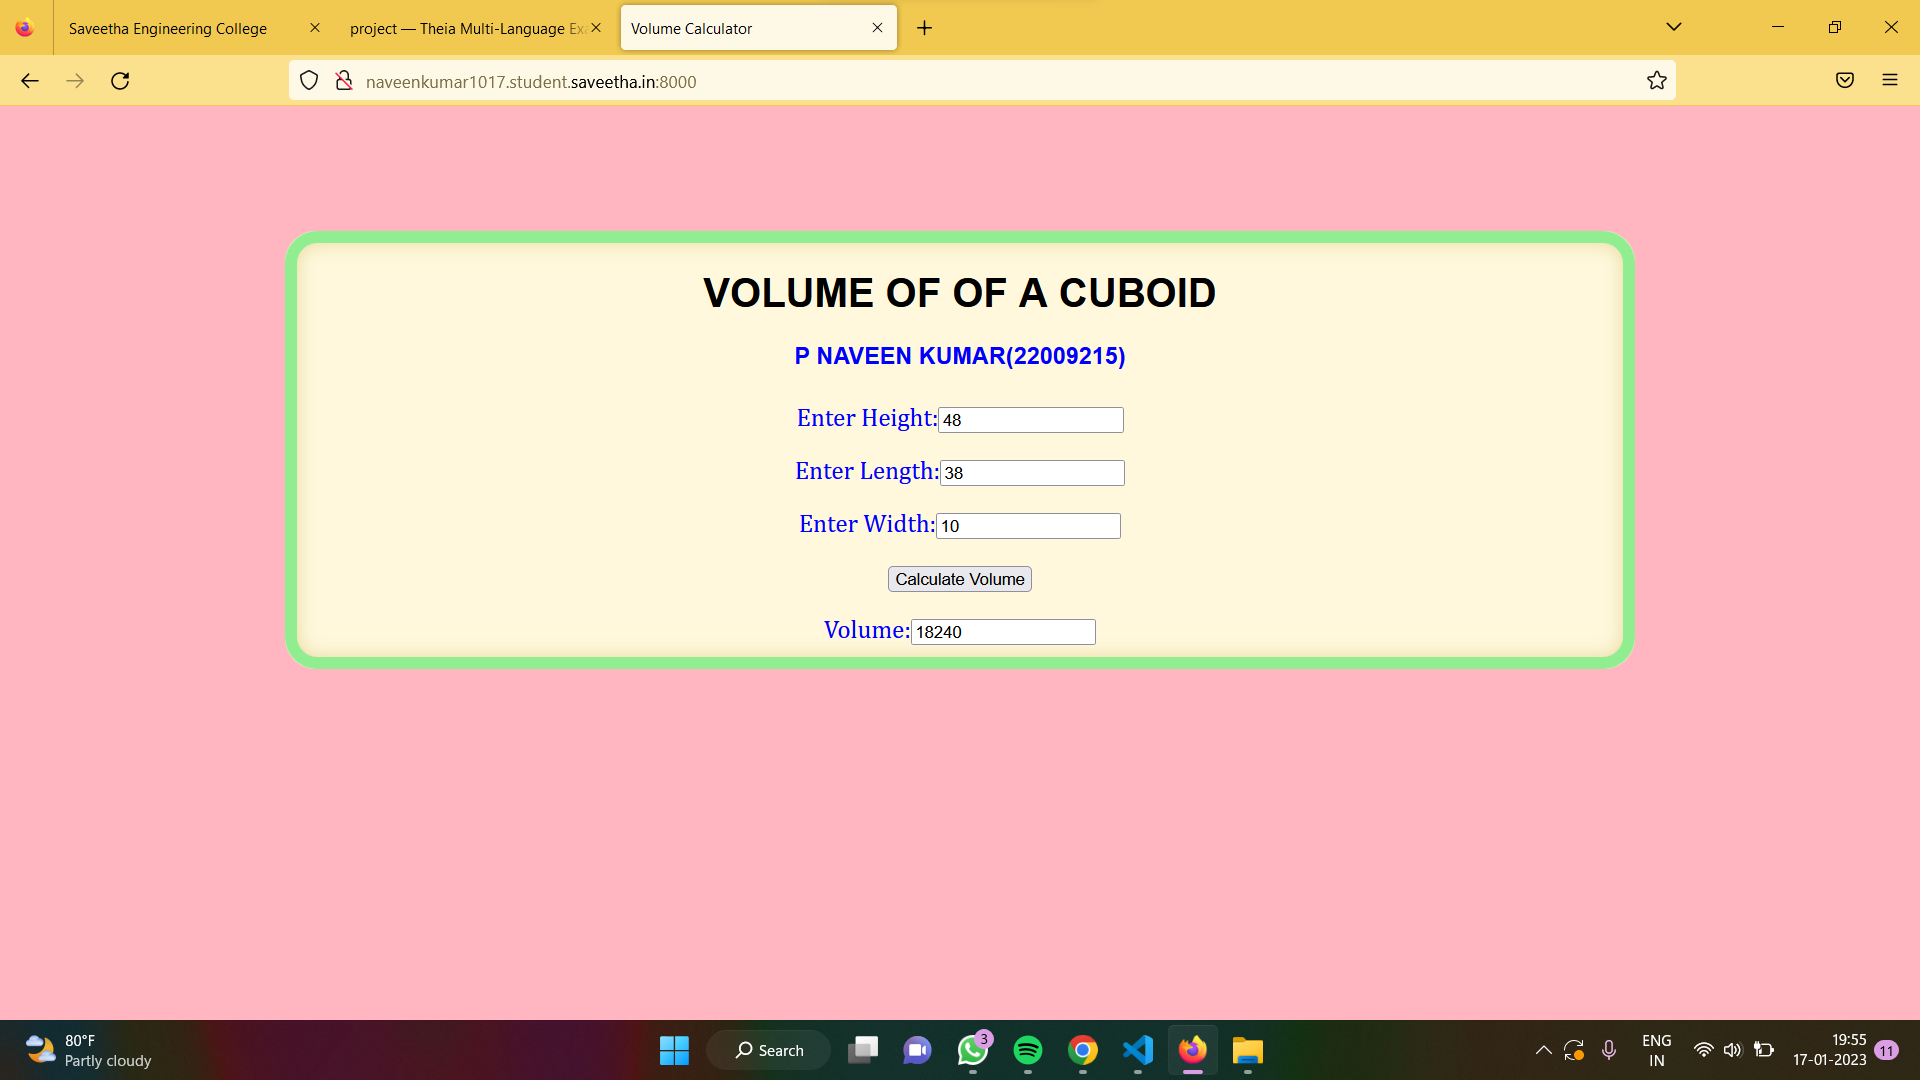 Saveetha Engineering College
project — Theia Multi-Language Exa
Volume Calculator
naveenkumar1017.student.saveetha.in:8000
VOLUME OF OF A CUBOID
P NAVEEN KUMAR(22009215)
Enter Height:48
Enter Length:38
Enter Width:10
Calculate Volume
Volume:18240
80°F
Partly cloudy
Search
3
ENG
IN
19:55
17-01-2023
11